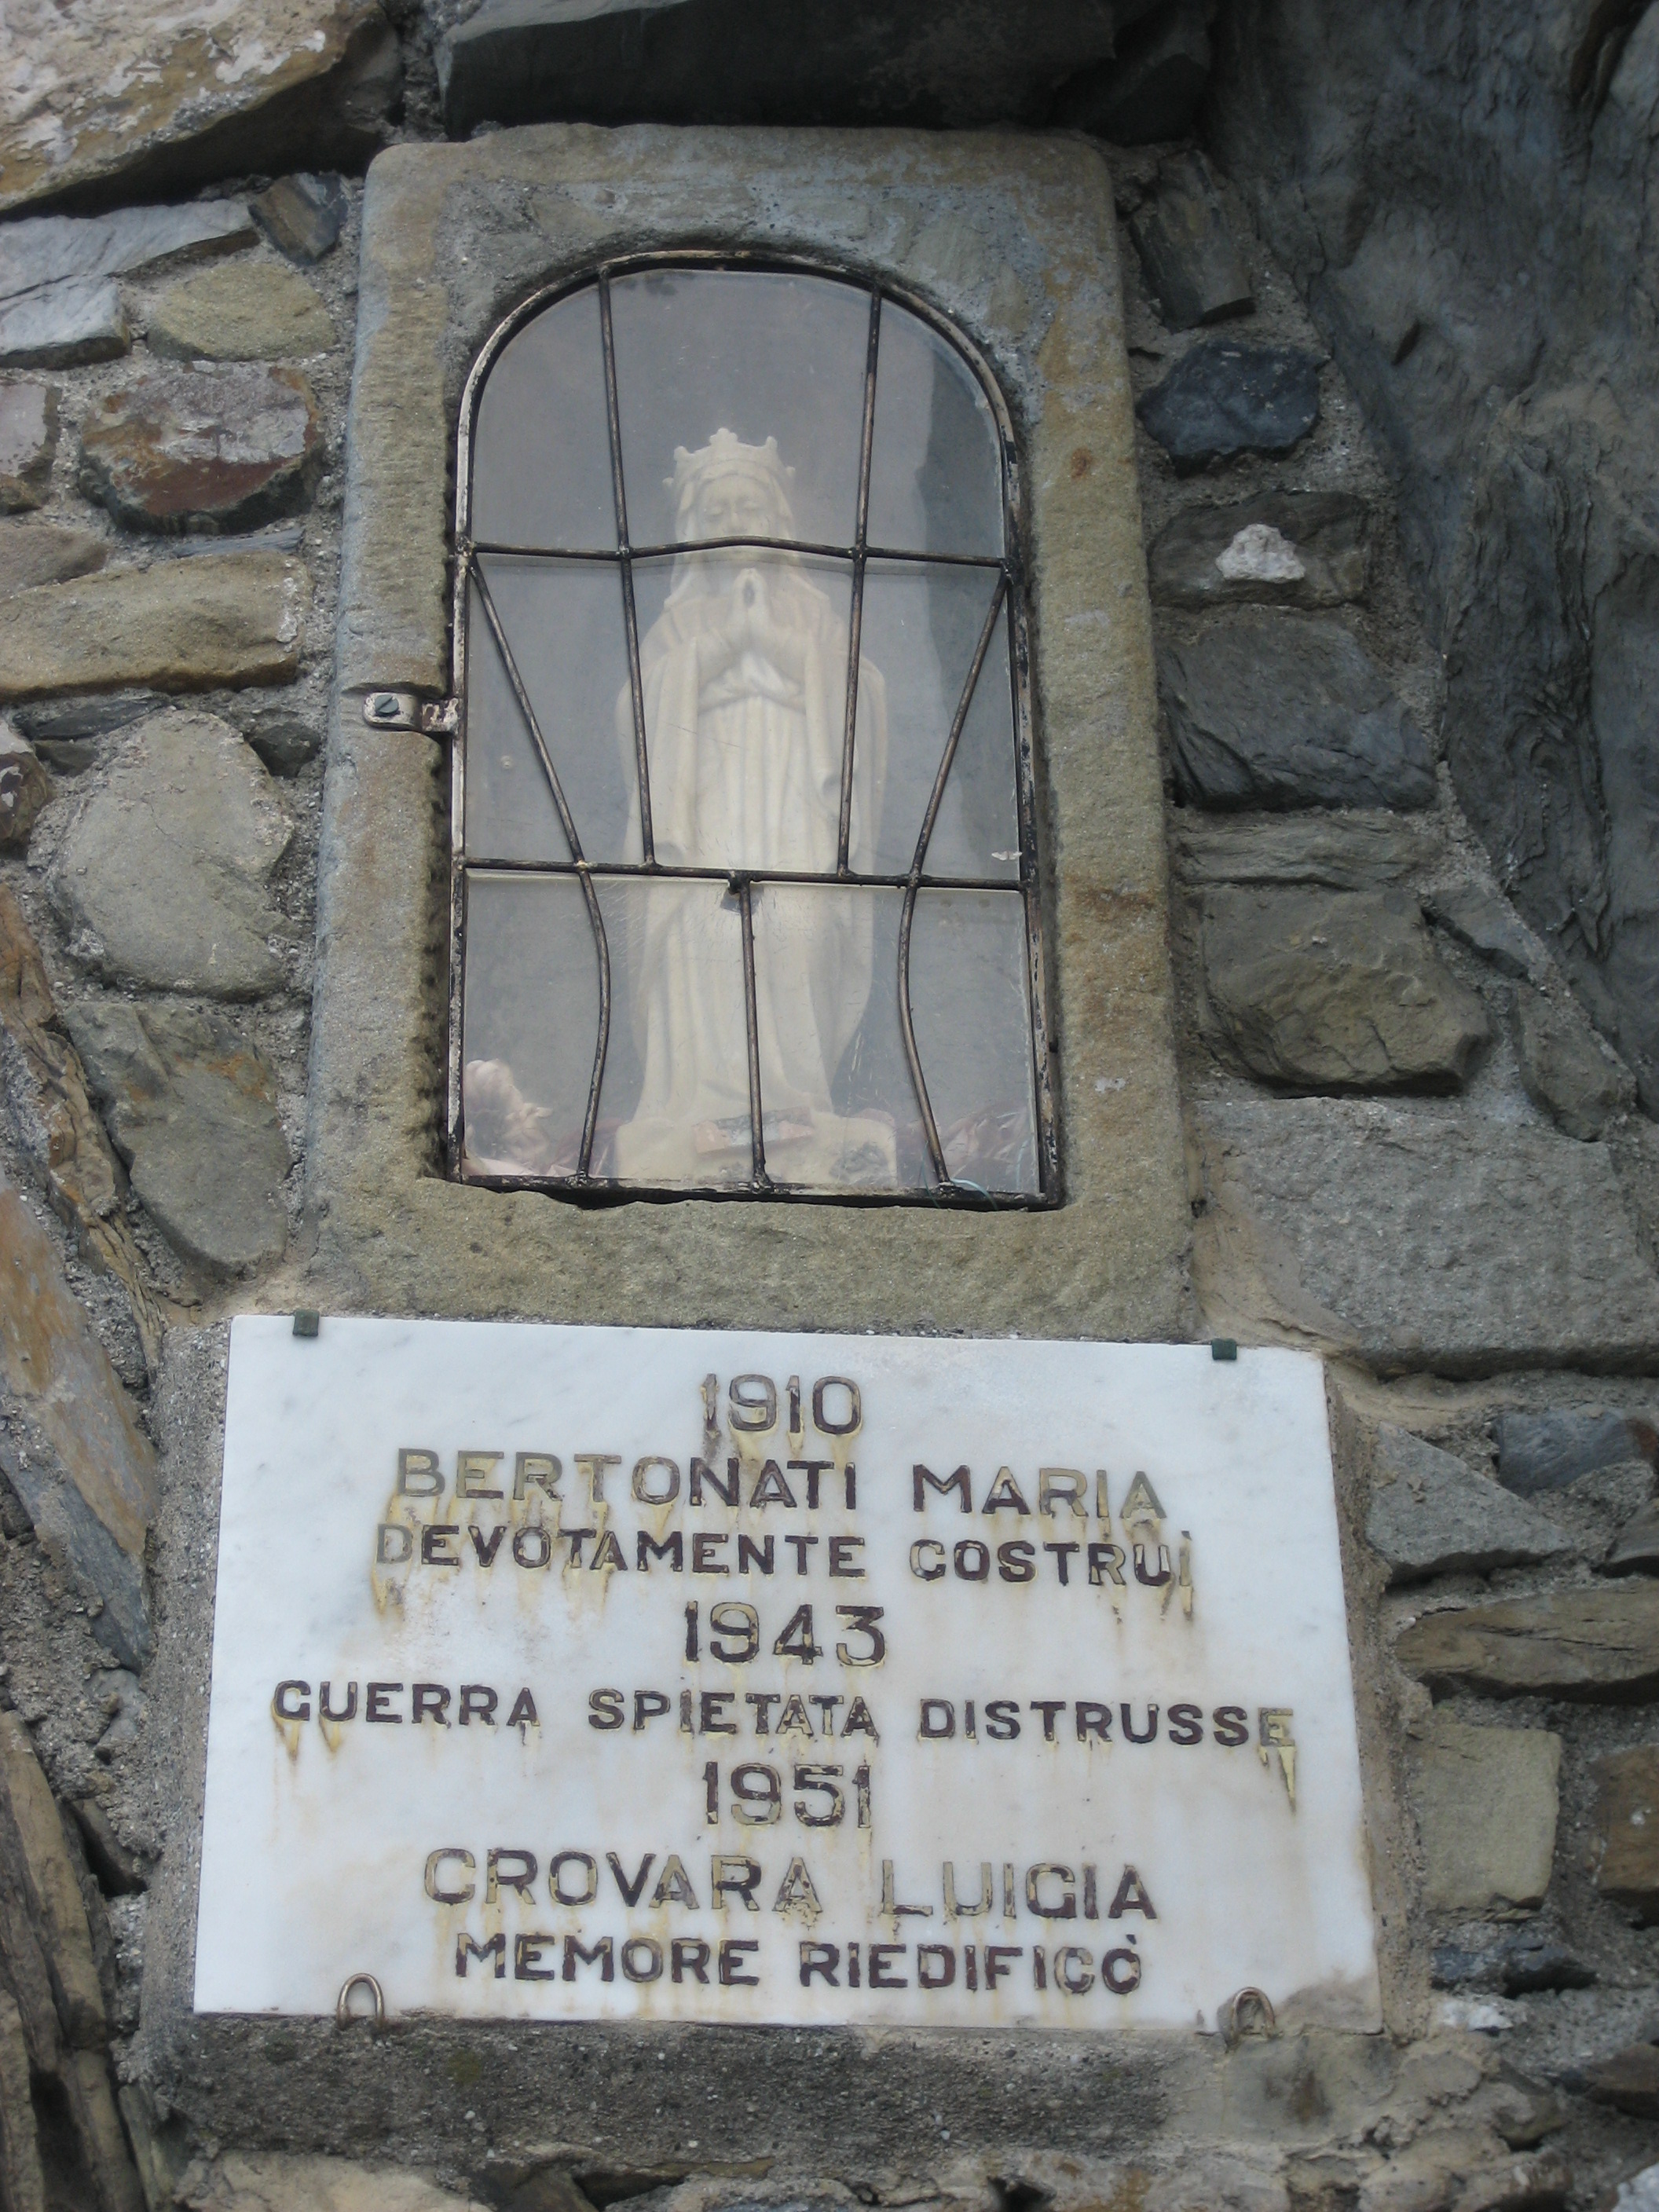 1910
BERTONATI MARIA
DEVOTAMENTE COSTRUÌ
1943
GUERRA SPIETATA DISTRUSSE
1951
CROVARA LUIGIA
MEMORE RIEDIFICÒ